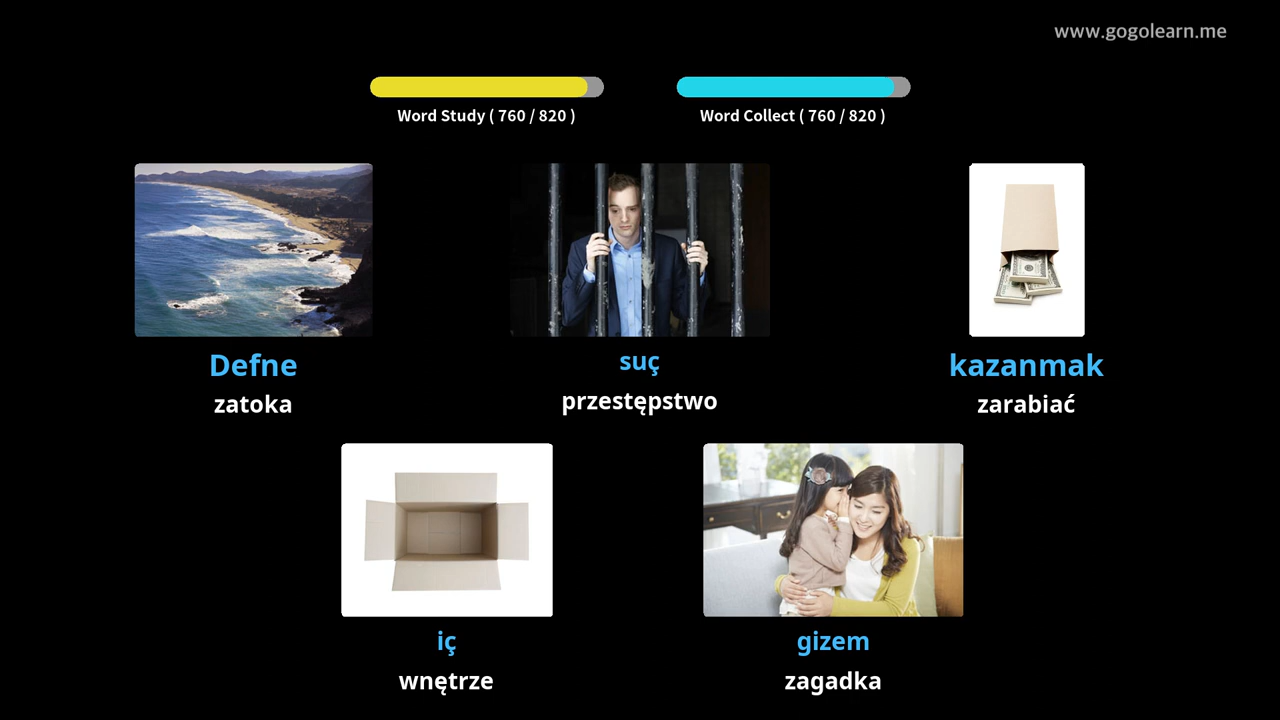 www.gogolearn.me
Word Study ( 760 / 820 )
Word Collect ( 760 / 820 )
Defne
zatoka
suç
przestępstwo
kazanmak
zarabiać
iç
wnętrze
gizem
zagadka